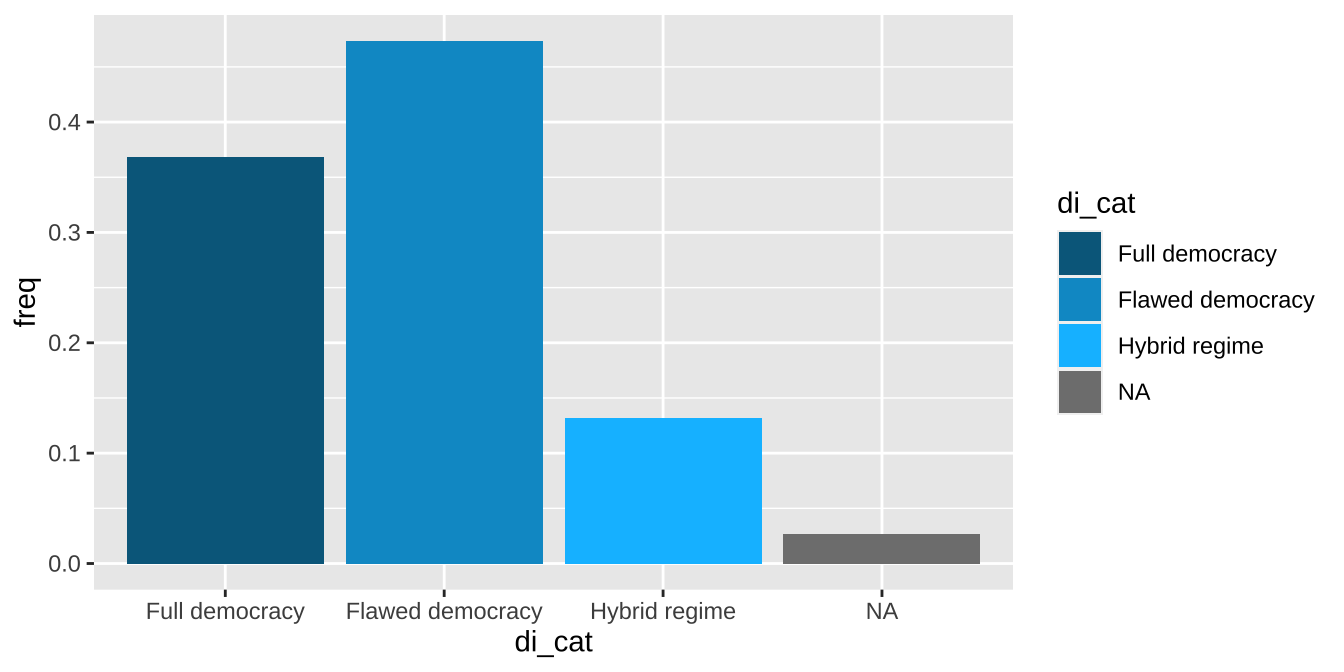 freq
0.4
0.3
0.2
0.1
0.0
Full democracy
Flawed democracy
Hybrid regime
NA
di_cat
di_cat
Full democracy
Flawed democracy
Hybrid regime
NA